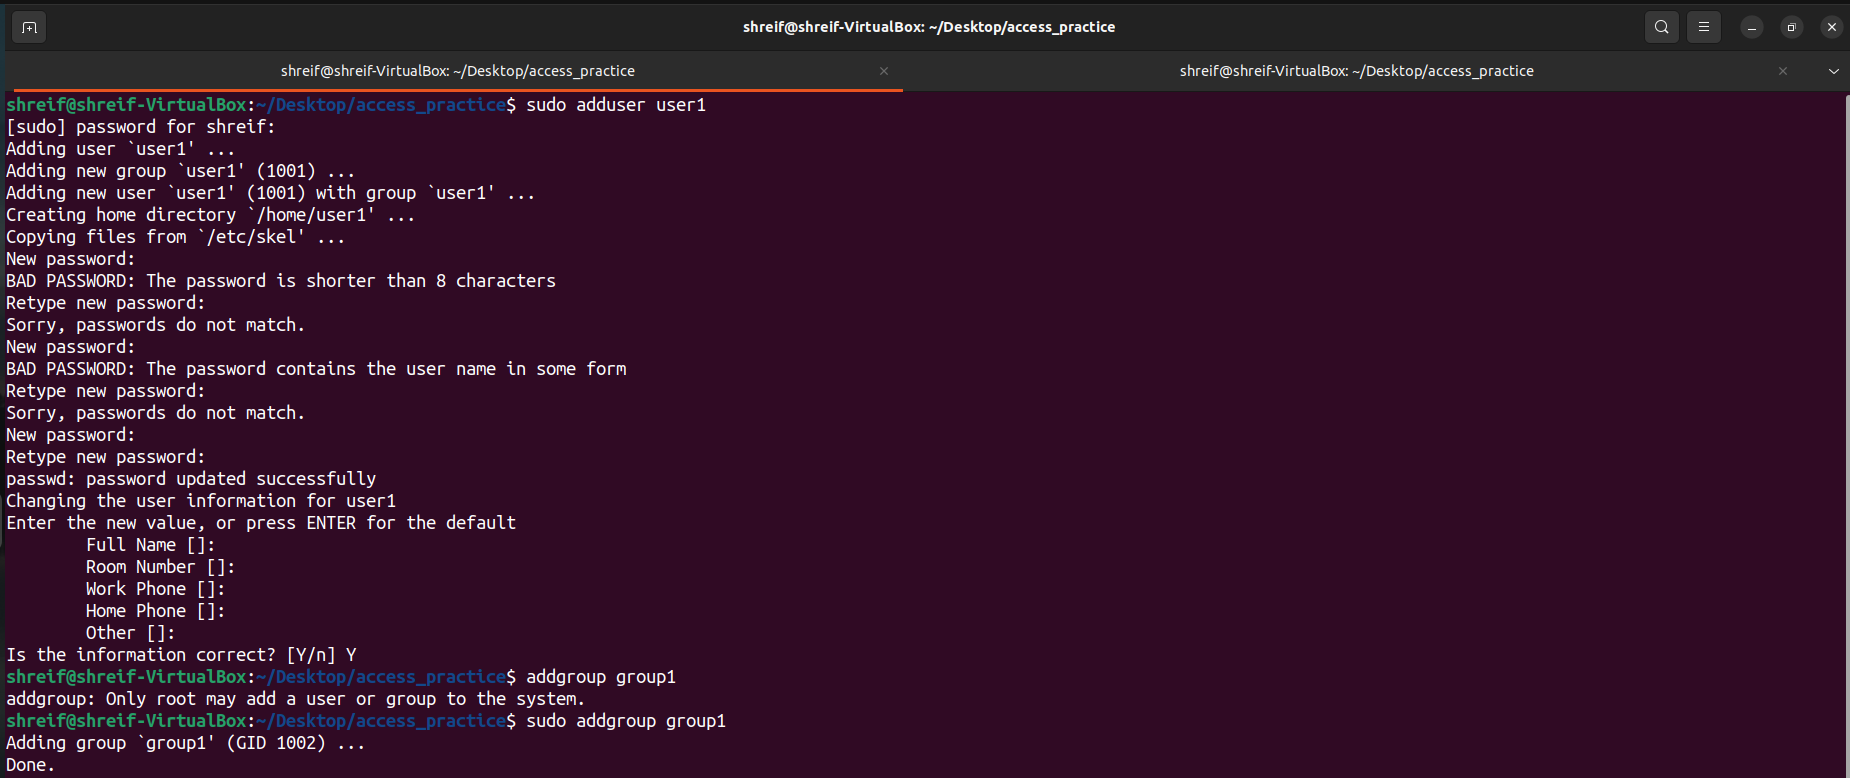 shreif@shreif-VirtualBox: ~/Desktop/access_practice
shreif@shreif-VirtualBox: ~/Desktop/access_practice
shreif@shreif-VirtualBox: ~/Desktop/access_practice
shreif@shreif-VirtualBox:~/Desktop/access_practice$ sudo adduser user1
[sudo] password for shreif:
Adding user `user1' ...
Adding new group `user1' (1001) ...
Adding new user `user1' (1001) with group `user1' ...
Creating home directory `/home/user1' ...
Copying files from `/etc/skel' ...
New password:
BAD PASSWORD: The password is shorter than 8 characters
Retype new password:
Sorry, passwords do not match.
New password:
BAD PASSWORD: The password contains the user name in some form
Retype new password:
Sorry, passwords do not match.
New password:
Retype new password:
passwd: password updated successfully
Changing the user information for user1
Enter the new value, or press ENTER for the default
        Full Name []:
        Room Number []:
        Work Phone []:
        Home Phone []:
        Other []:
Is the information correct? [Y/n] Y
shreif@shreif-VirtualBox:~/Desktop/access_practice$ addgroup group1
addgroup: Only root may add a user or group to the system.
shreif@shreif-VirtualBox:~/Desktop/access_practice$ sudo addgroup group1
Adding group `group1' (GID 1002) ...
Done.